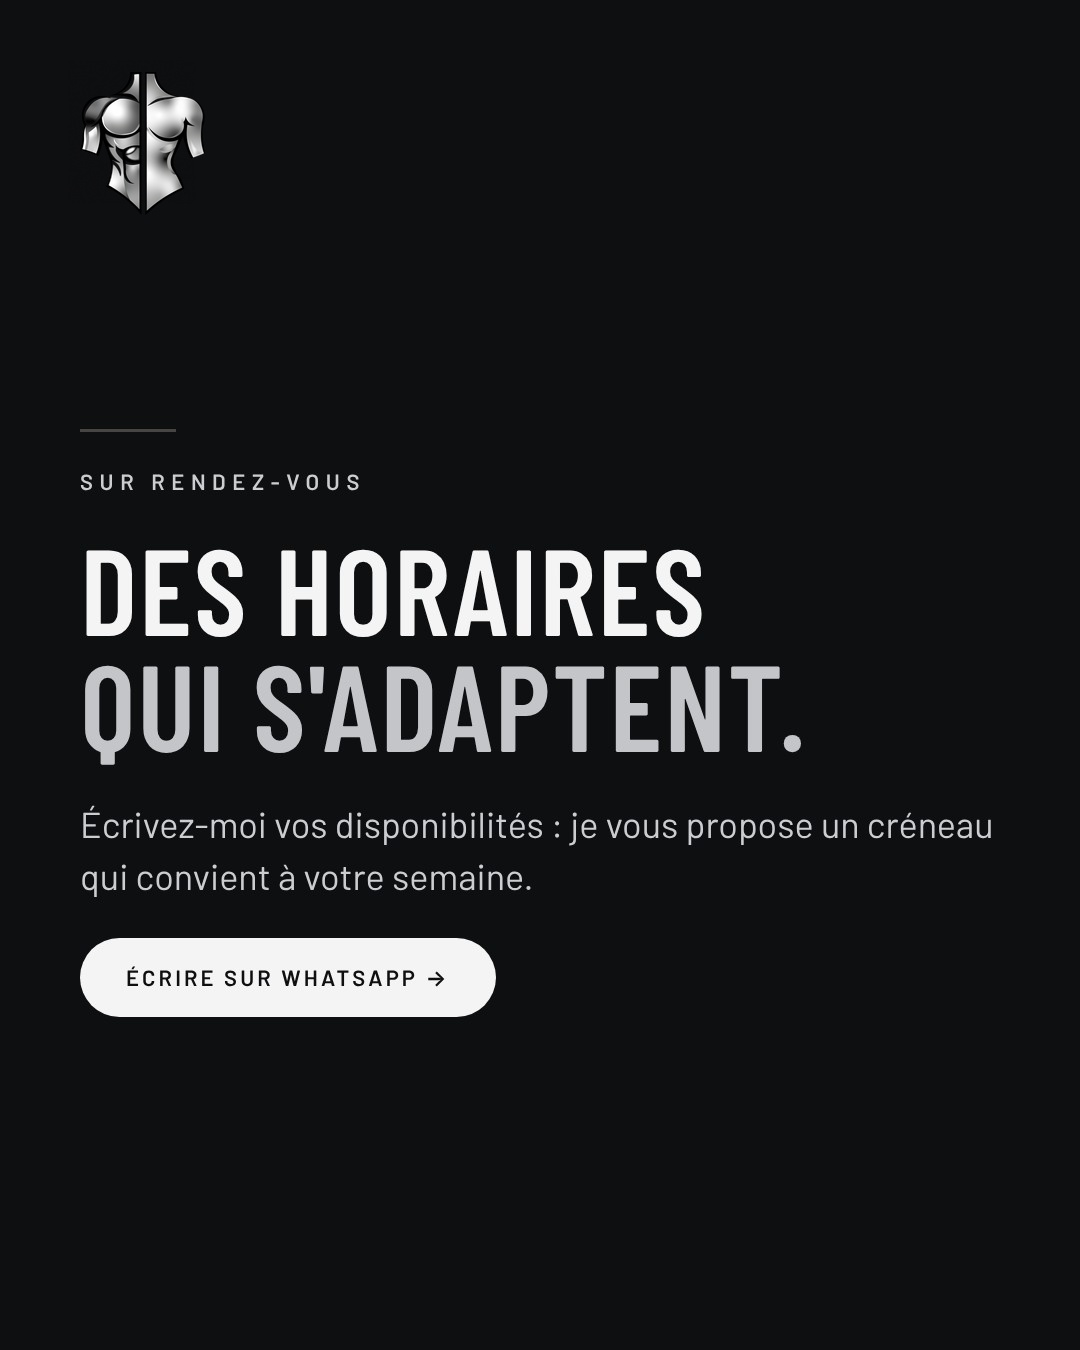 SUR RENDEZ-VOUS
DES HORAIRES
QUI S'ADAPTENT.
Écrivez-moi vos disponibilités : je vous propose un créneau
qui convient à votre semaine.
ÉCRIRE SUR WHATSAPP →